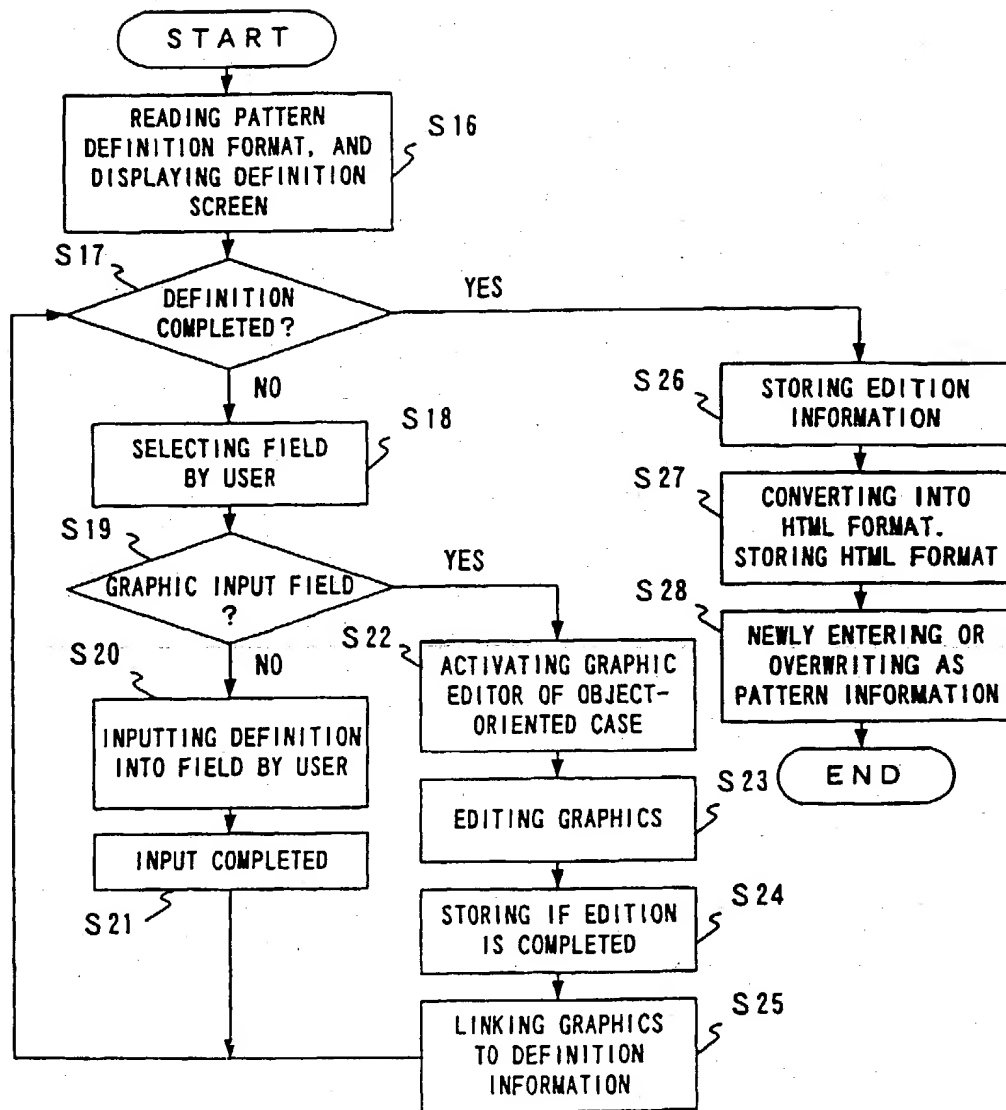 START
READING PATTERN
DEFINITION FORMAT, AND
DISPLAYING DEFINITION
SCREEN
S16
S17
DEFINITION
COMPLETED?
YES
NO
S18
SELECTING FIELD
BY USER
S19
GRAPHIC INPUT FIELD
?
YES
NO
S20
INPUTTING DEFINITION
INTO FIELD BY USER
INPUT COMPLETED
S21
S22
ACTIVATING GRAPHIC
EDITOR OF OBJECT-
ORIENTED CASE
S23
EDITING GRAPHICS
S24
STORING IF EDITION
IS COMPLETED
S25
LINKING GRAPHICS
TO DEFINITION
INFORMATION
S26
STORING EDITION
INFORMATION
S27
CONVERTING INTO
HTML FORMAT.
STORING HTML FORMAT
S28
NEWLY ENTERING OR
OVERWRITING AS
PATTERN INFORMATION
END